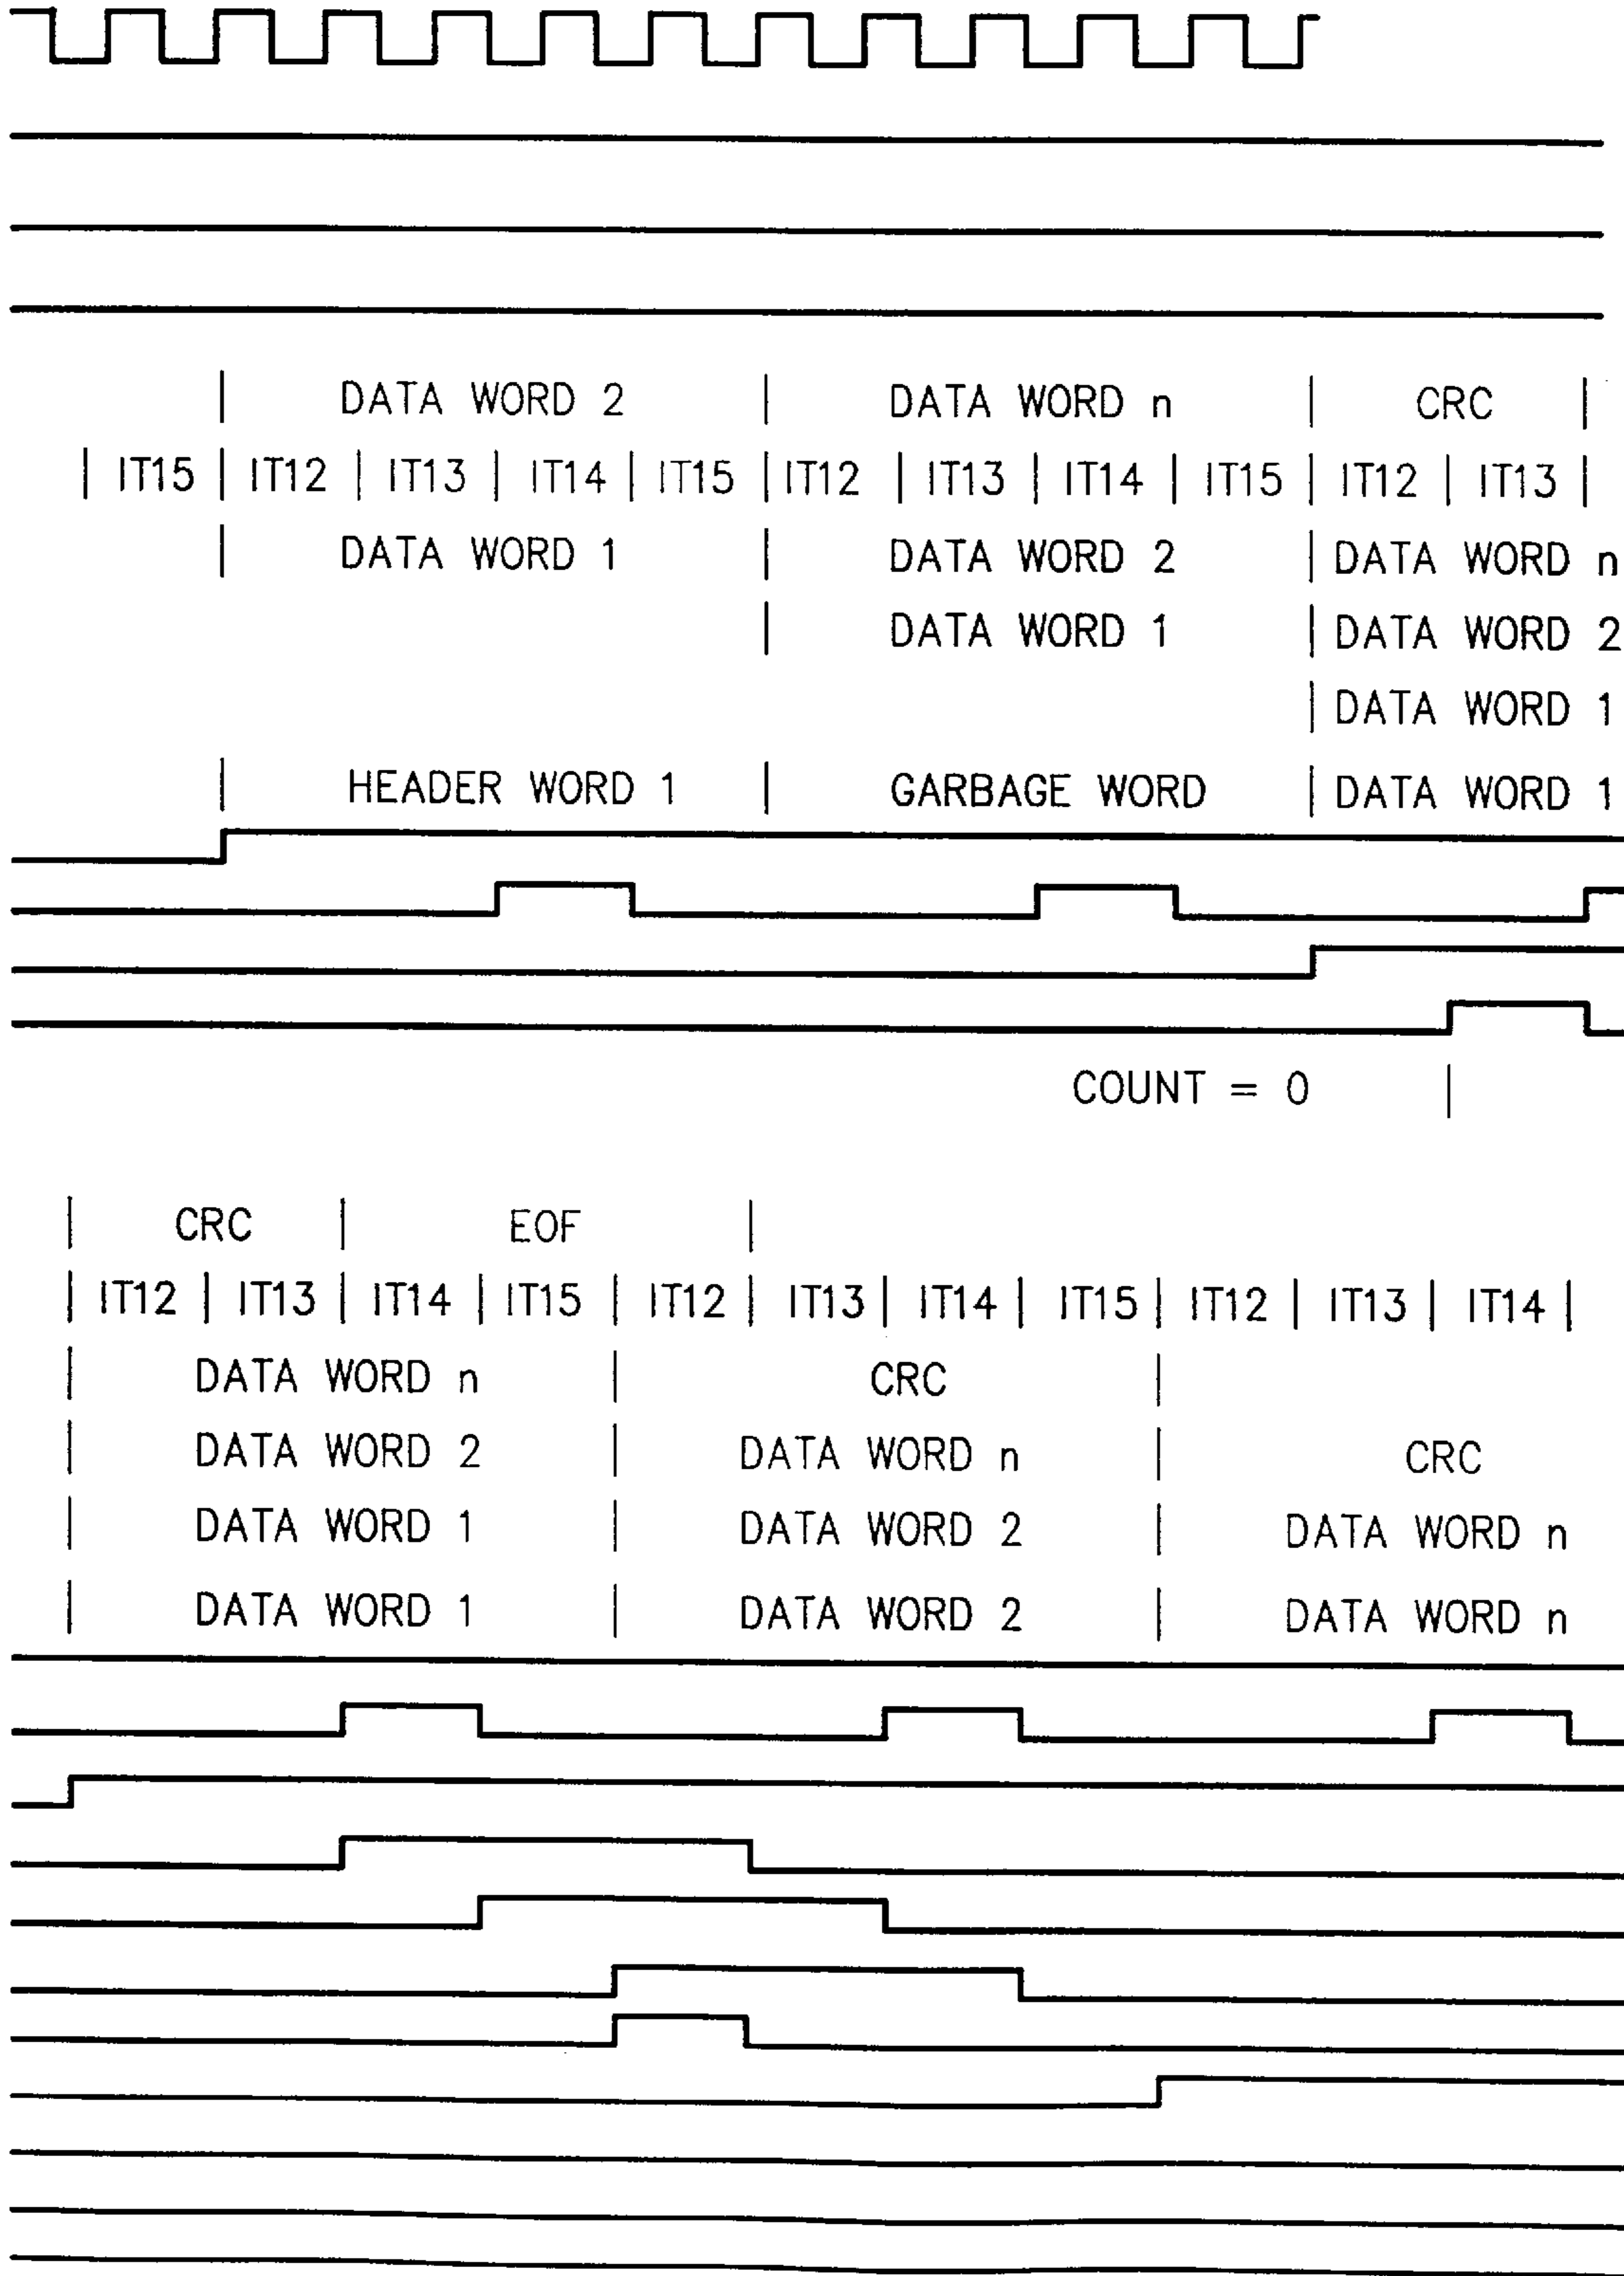 | DATA WORD 2 | DATA WORD n | CRC |
| IT15 | IT12 | IT13 | IT14 | IT15 | IT12 | IT13 | IT14 | IT15 | IT12 | IT13 |
| DATA WORD 1 | DATA WORD 2 | DATA WORD n
| DATA WORD 1 | DATA WORD 2
| DATA WORD 1
| HEADER WORD 1 | GARBAGE WORD | DATA WORD 1
COUNT = 0 |
| CRC | EOF |
| IT12 | IT13 | IT14 | IT15 | IT12 | IT13 | IT14 | IT15 | IT12 | IT13 | IT14 |
| DATA WORD n | CRC |
| DATA WORD 2 | DATA WORD n | CRC
| DATA WORD 1 | DATA WORD 2 | DATA WORD n
| DATA WORD 1 | DATA WORD 2 | DATA WORD n